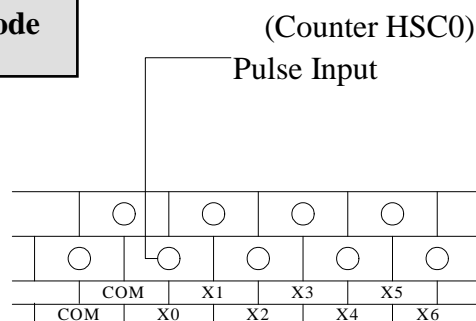 ode
(Counter HSC0)
Pulse Input
COM X1 X3 X5
COM X0 X2 X4 X6